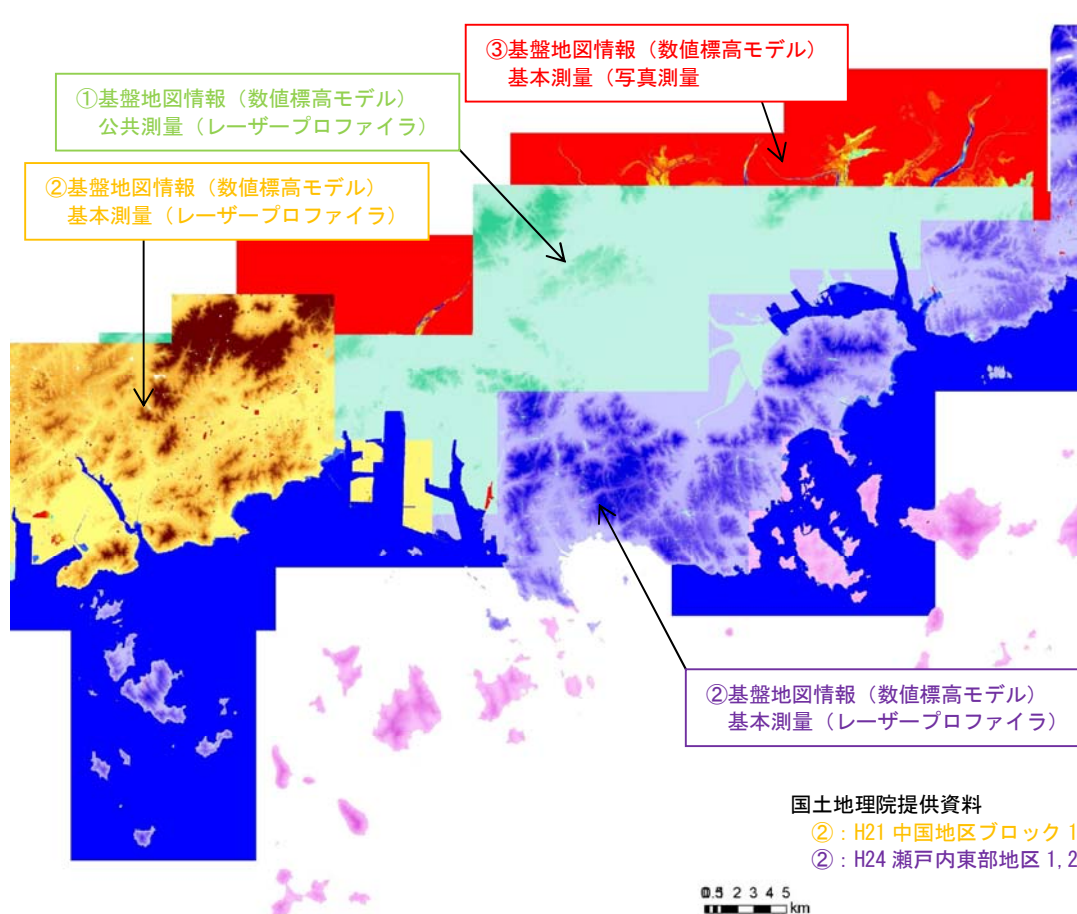 ③基盤地図情報（数値標高モデル）
基本測量（写真測量
①基盤地図情報（数値標高モデル）
公共測量（レーザープロファイラ）
②基盤地図情報（数値標高モデル）
基本測量（レーザープロファイラ）
②基盤地図情報（数値標高モデル）
基本測量（レーザープロファイラ）
国土地理院提供資料
②：H21 中国地区ブロック 1
②：H24 瀬戸内東部地区 1, 2
2 3 4 5
km